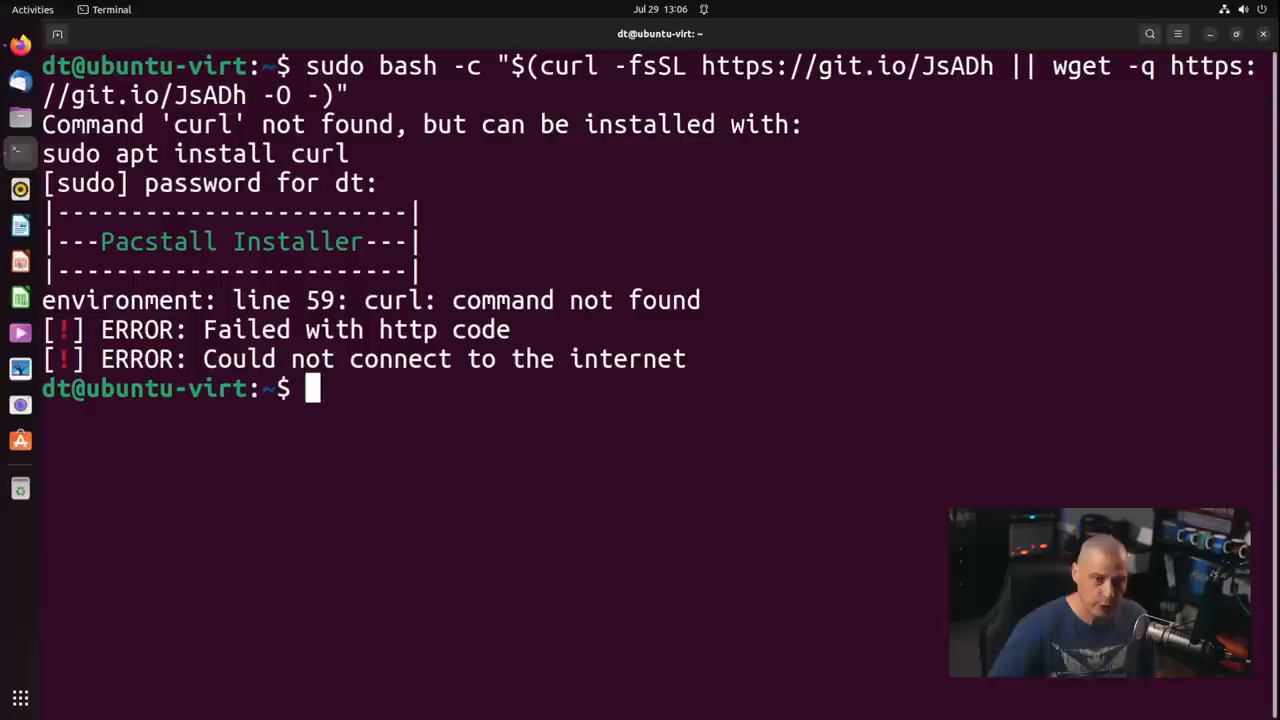 Activities
Terminal
Jul 29 13:06
dt@ubuntu-virt: ~
dt@ubuntu-virt:~$ sudo bash -c "$(curl -fsSL https://git.io/JsADh || wget -q https:
//git.io/JsADh -O -)"
Command 'curl' not found, but can be installed with:
sudo apt install curl
[sudo] password for dt:
|------------------------|
|---Pacstall Installer---|
|------------------------|
environment: line 59: curl: command not found
[!] ERROR: Failed with http code
[!] ERROR: Could not connect to the internet
dt@ubuntu-virt:~$